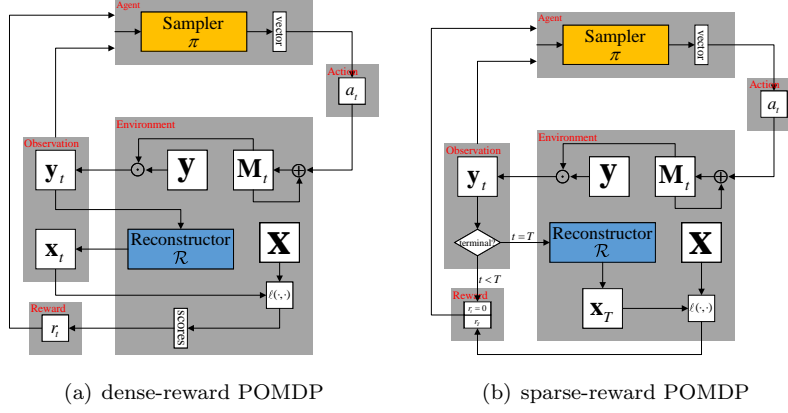 Agent
Sampler
π
vector
Action
a_t
Environment
Observation
y_t
⊙
y
M_t
⊕
x_t
Reconstructor
R
X
ℓ(·,·)
Reward
r_t
scores
(a) dense-reward POMDP
Agent
Sampler
π
vector
Action
a_t
Environment
Observation
y_t
⊙
y
M_t
⊕
terminal?
t = T
Reconstructor
R
X
t < T
Reward
r_t = 0
r_t
x_T
ℓ(·,·)
(b) sparse-reward POMDP